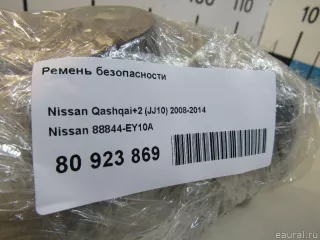 Ремень безопасности
Nissan Qashqai+2 (JJ10) 2008-2014
Nissan 88844-EY10A
80 923 869
© eaural.ru